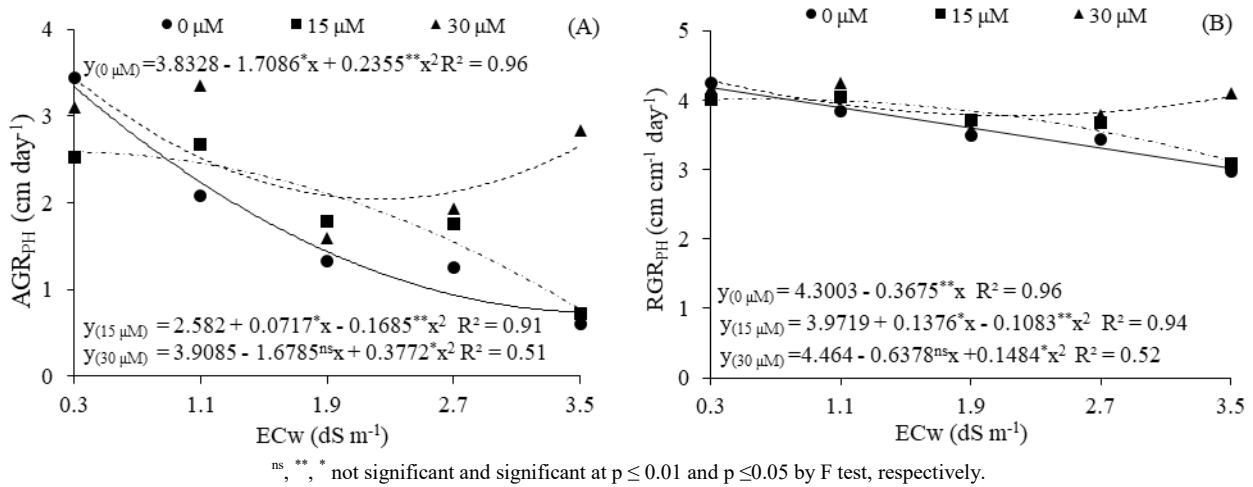 ● 0 μM ■ 15 μM ▲ 30 μM
(A)
y(0 μM) =3.8328 - 1.7086*x + 0.2355**x² R² = 0.96
y(15 μM) = 2.582 + 0.0717*x - 0.1685**x² R² = 0.91
y(30 μM) = 3.9085 - 1.6785nsx + 0.3772*x² R² = 0.51
AGRPH (cm day-1)
4
3
2
1
0
0.3 1.1 1.9 2.7 3.5
ECw (dS m-1)
● 0 μM ■ 15 μM ▲ 30 μM
(B)
y(0 μM) = 4.3003 - 0.3675**x R² = 0.96
y(15 μM) = 3.9719 + 0.1376*x - 0.1083**x² R² = 0.94
y(30 μM) =4.464 - 0.6378nsx +0.1484*x² R² = 0.52
RGRPH (cm cm-1 day-1)
5
4
3
2
1
0
0.3 1.1 1.9 2.7 3.5
ECw (dS m-1)
ns, **, * not significant and significant at p ≤ 0.01 and p ≤0.05 by F test, respectively.